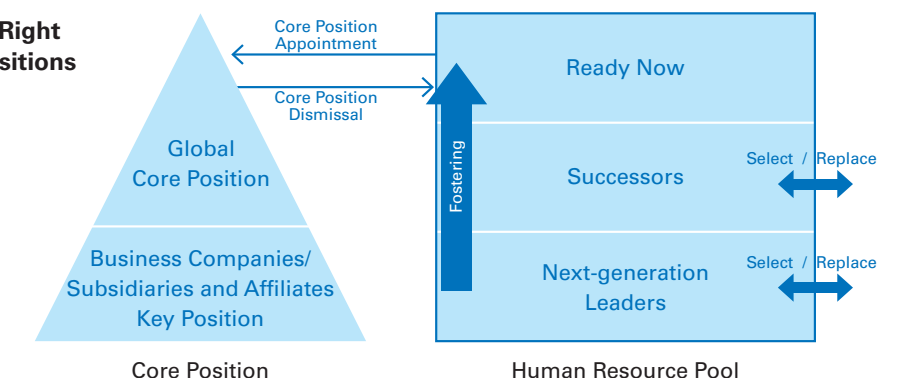 Right
sitions
Core Position
Appointment
Core Position
Dismissal
Global
Core Position
Business Companies/
Subsidiaries and Affiliates
Key Position
Core Position
Ready Now
Fostering
Successors
Select / Replace
Next-generation
Leaders
Select / Replace
Human Resource Pool